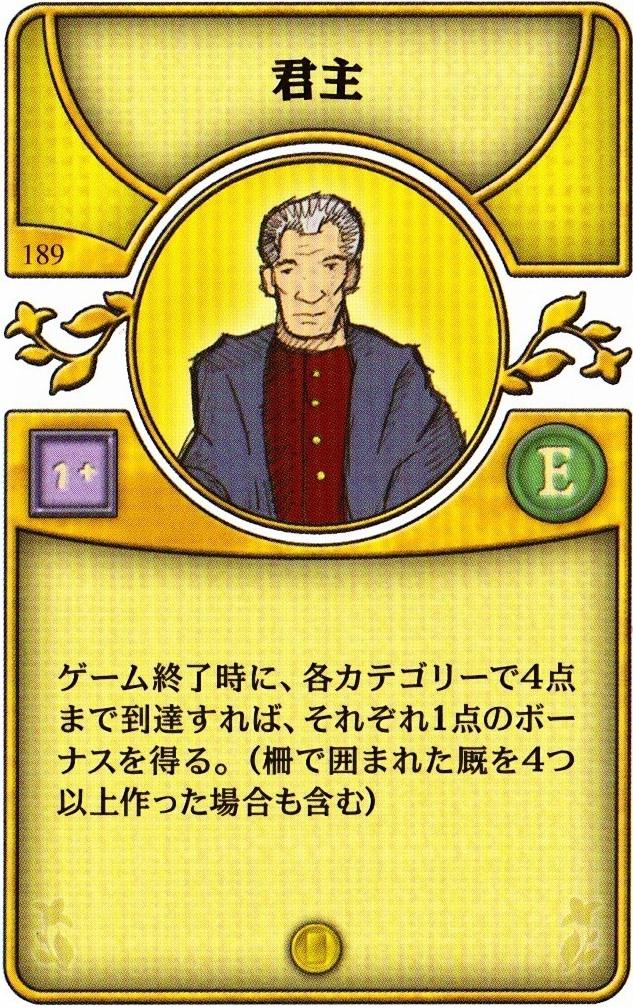 君主
189
1+
E
ゲーム終了時に、各カテゴリーで4点
まで到達すれば、それぞれ1点のボー
ナスを得る。（柵で囲まれた厩を4つ
以上作った場合も含む）